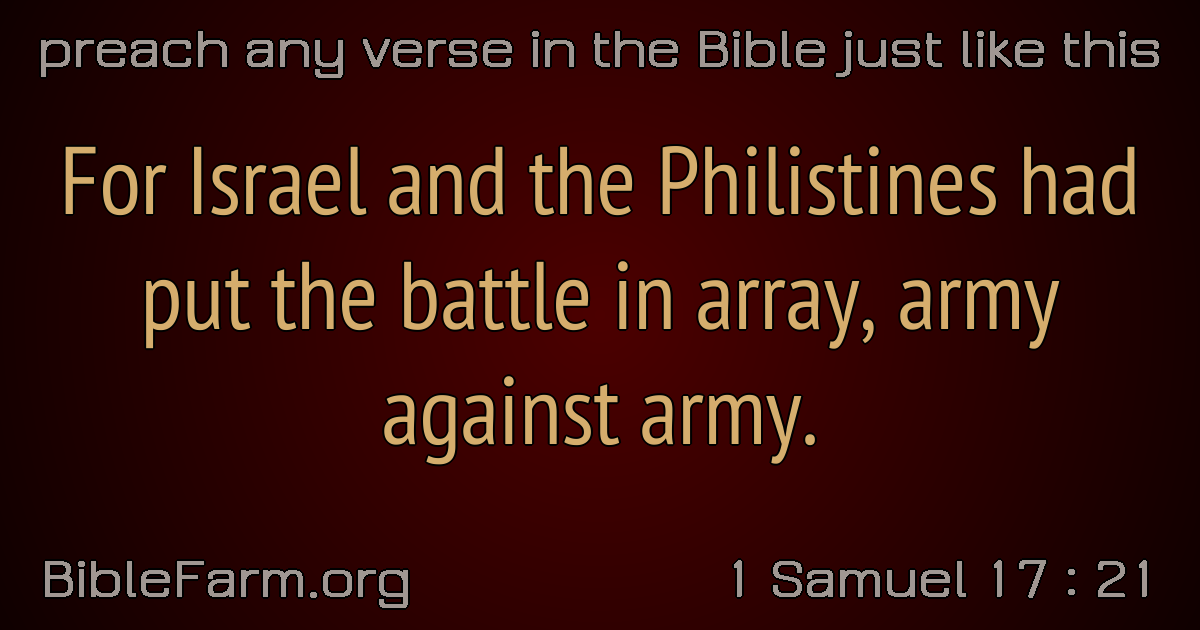 preach any verse in the Bible just like this
For Israel and the Philistines had
put the battle in array, army
against army.
BibleFarm.org
1 Samuel 17 : 21